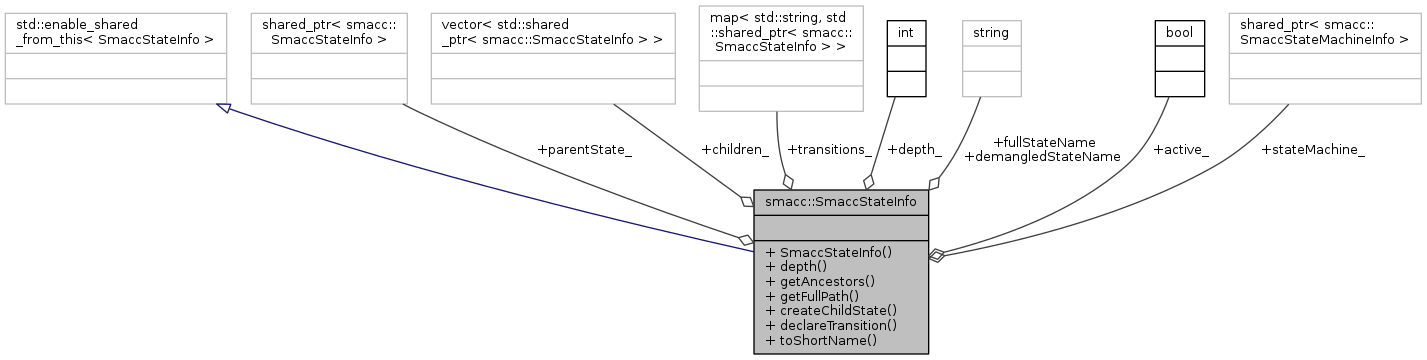 std::enable_shared
_from_this< SmaccStateInfo >
shared_ptr< smacc::
SmaccStateInfo >
vector< std::shared
_ptr< smacc::SmaccStateInfo > >
map< std::string, std
::shared_ptr< smacc::
SmaccStateInfo > >
int
string
bool
shared_ptr< smacc::
SmaccStateMachineInfo >
+parentState_
+children_
+transitions_
+depth_
+fullStateName
+demangledStateName
+active_
+stateMachine_
smacc::SmaccStateInfo
+ SmaccStateInfo()
+ depth()
+ getAncestors()
+ getFullPath()
+ createChildState()
+ declareTransition()
+ toShortName()